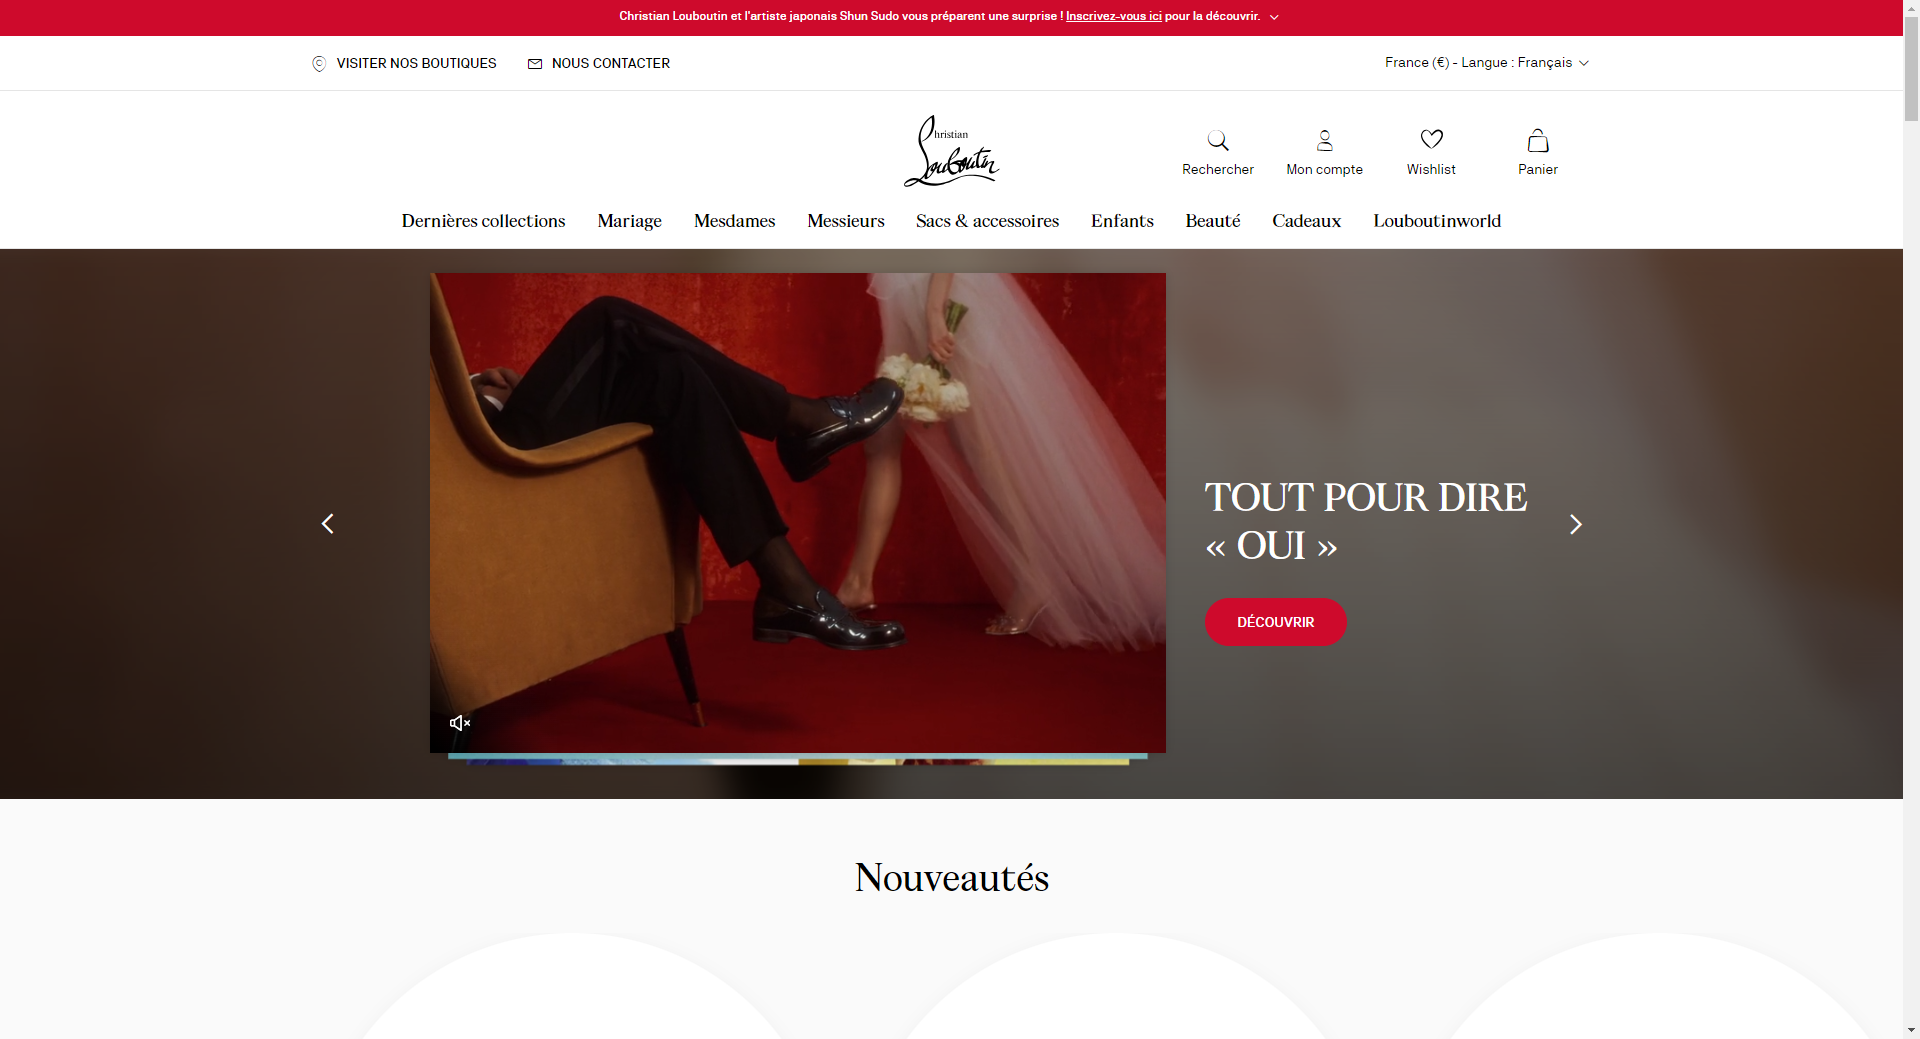 Christian Louboutin et l'artiste japonais Shun Sudo vous préparent une surprise ! Inscrivez-vous ici pour la découvrir.
VISITER NOS BOUTIQUES
NOUS CONTACTER
France (€) - Langue : Français
Christian
Louboutin
Rechercher
Mon compte
Wishlist
Panier
Dernières collections
Mariage
Mesdames
Messieurs
Sacs & accessoires
Enfants
Beauté
Cadeaux
Louboutinworld
TOUT POUR DIRE
« OUI »
DÉCOUVRIR
Nouveautés